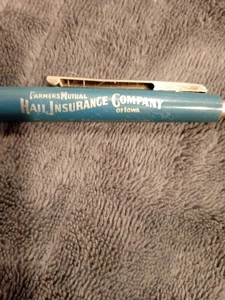 FARMERS MUTUAL
HAIL INSURANCE COMPANY
OF IOWA